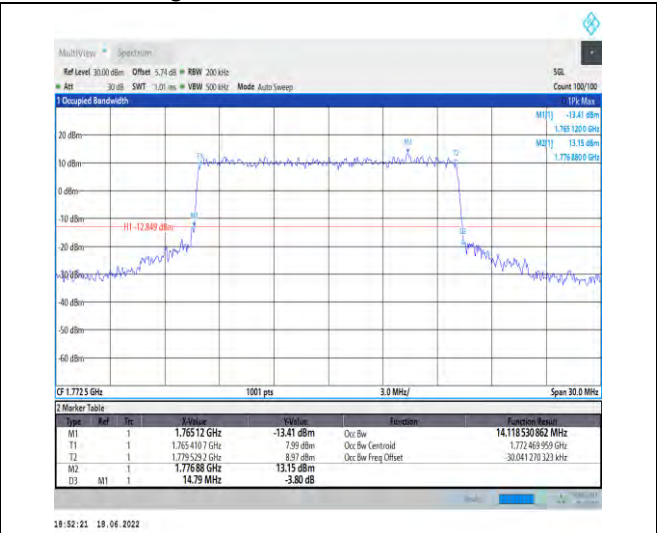 MultiView Spectrum
Ref Level 30.00 dBm Offset 5.74 dB RBW 200 kHz SGL
Att 30 dB SWT 1.01 ms VBW 500 kHz Mode Auto Sweep Count 100/100
1 Occupied Bandwidth 1Pk Max
M1[1] -13.41 dBm
1.765 1200 GHz
M2[1] 13.15 dBm
1.776 8800 GHz
20 dBm
M2
T1 T2
10 dBm
0 dBm
-10 dBm
M1
H1 -12.849 dBm
D3
-20 dBm
-30 dBm
-40 dBm
-50 dBm
-60 dBm
CF 1.772 5 GHz 1001 pts 3.0 MHz/ Span 30.0 MHz
2 Marker Table
Type Ref Trc X-Value Y-Value Function Function Result
M1 1 1.765 12 GHz -13.41 dBm Occ Bw 14.118 530 862 MHz
T1 1 1.765 410 7 GHz 7.99 dBm Occ Bw Centroid 1.772 469 959 GHz
T2 1 1.779 529 2 GHz 8.97 dBm Occ Bw Freq Offset -30.041 270 323 kHz
M2 1 1.776 88 GHz 13.15 dBm
D3 M1 1 14.79 MHz -3.80 dB
18:52:21 18.06.2022